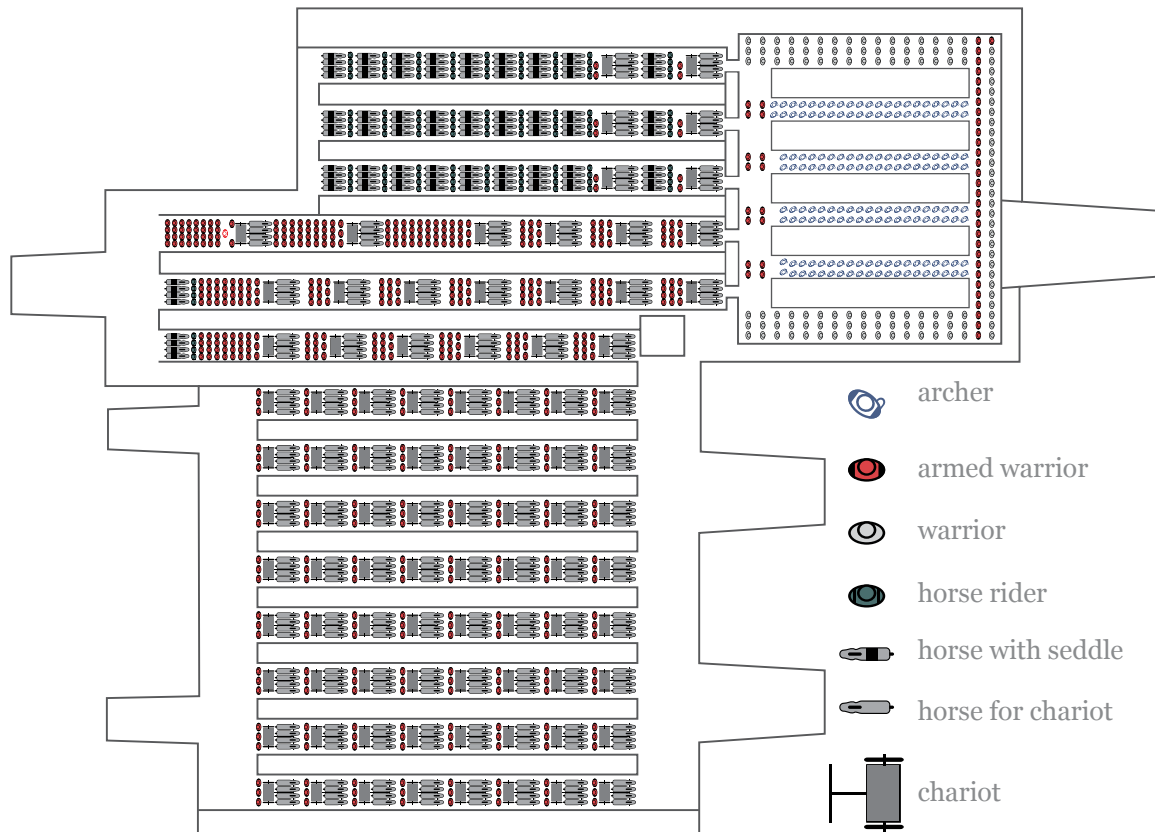 archer
armed warrior
warrior
horse rider
horse with seddle
horse for chariot
chariot